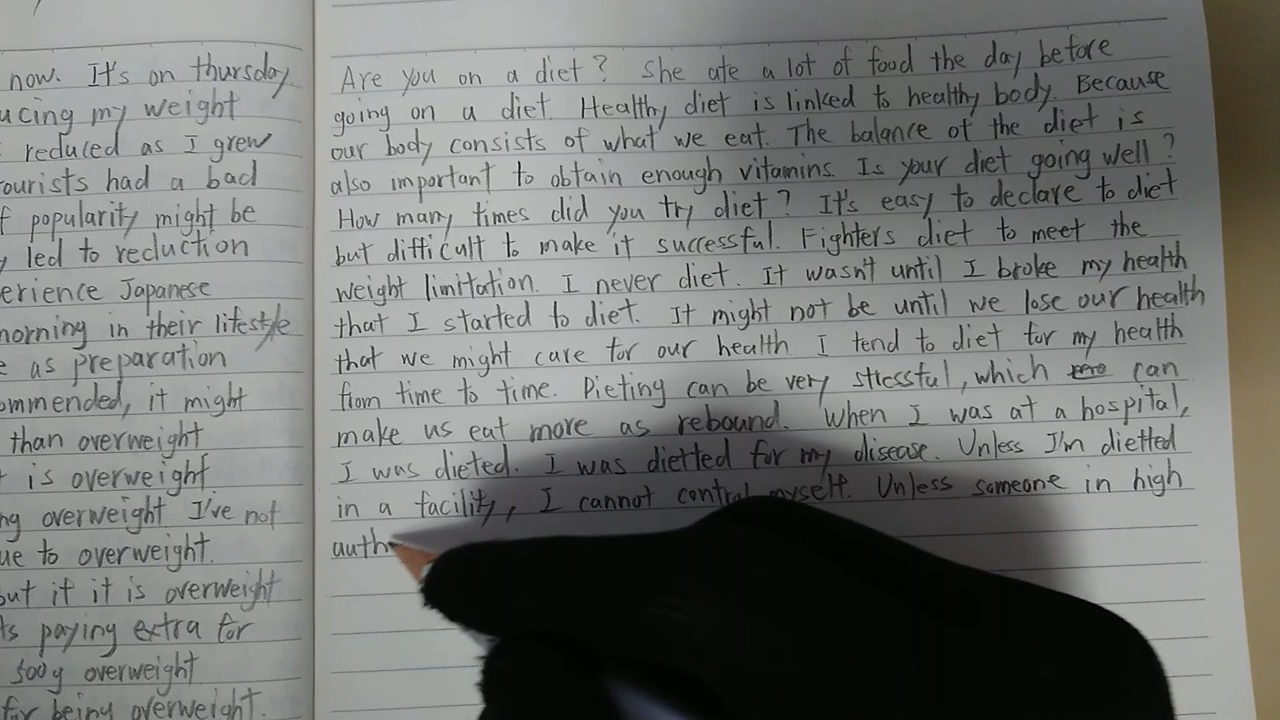 now. It's on thursday
ucing my weight
reduced as I grew
ourists had a bad
f popularity might be
y led to reduction
erience Japanese
morning in their lifestyle
e as preparation
ommended, it might
than overweight
t is overweight
ng overweight I've not
ue to overweight.
but if it is overweight
ts paying extra for
500g overweight
for being overweight.
Are you on a diet? She ate a lot of food the day before
going on a diet. Healthy diet is linked to healthy body. Because
our body consists of what we eat. The balance of the diet is
also important to obtain enough vitamins. Is your diet going well?
How many times did you try diet? It's easy to declare to diet
but difficult to make it successful. Fighters diet to meet the
weight limitation. I never diet. It wasn't until I broke my health
that I started to diet. It might not be until we lose our health
that we might care for our health. I tend to diet for my health
from time to time. Dieting can be very stressful, which can
make us eat more as rebound. When I was at a hospital,
I was dieted. I was dietted for my disease. Unless I'm dietted
in a facility, I cannot control myself. Unless someone in high
auth